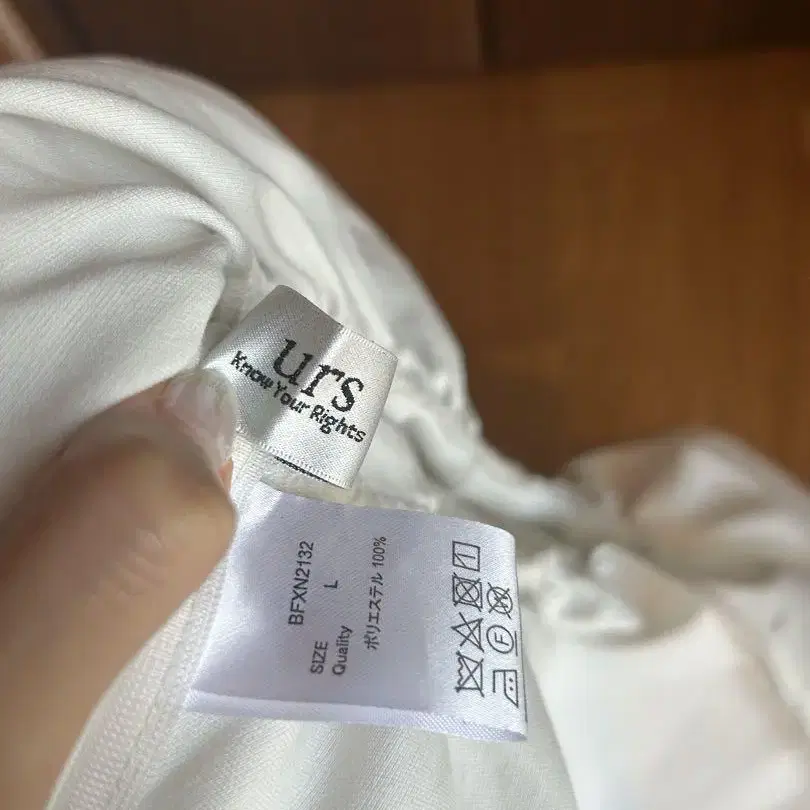 urs
Know Your Rights
BFXN2132
SIZE L
Quality
ポリエステル 100%